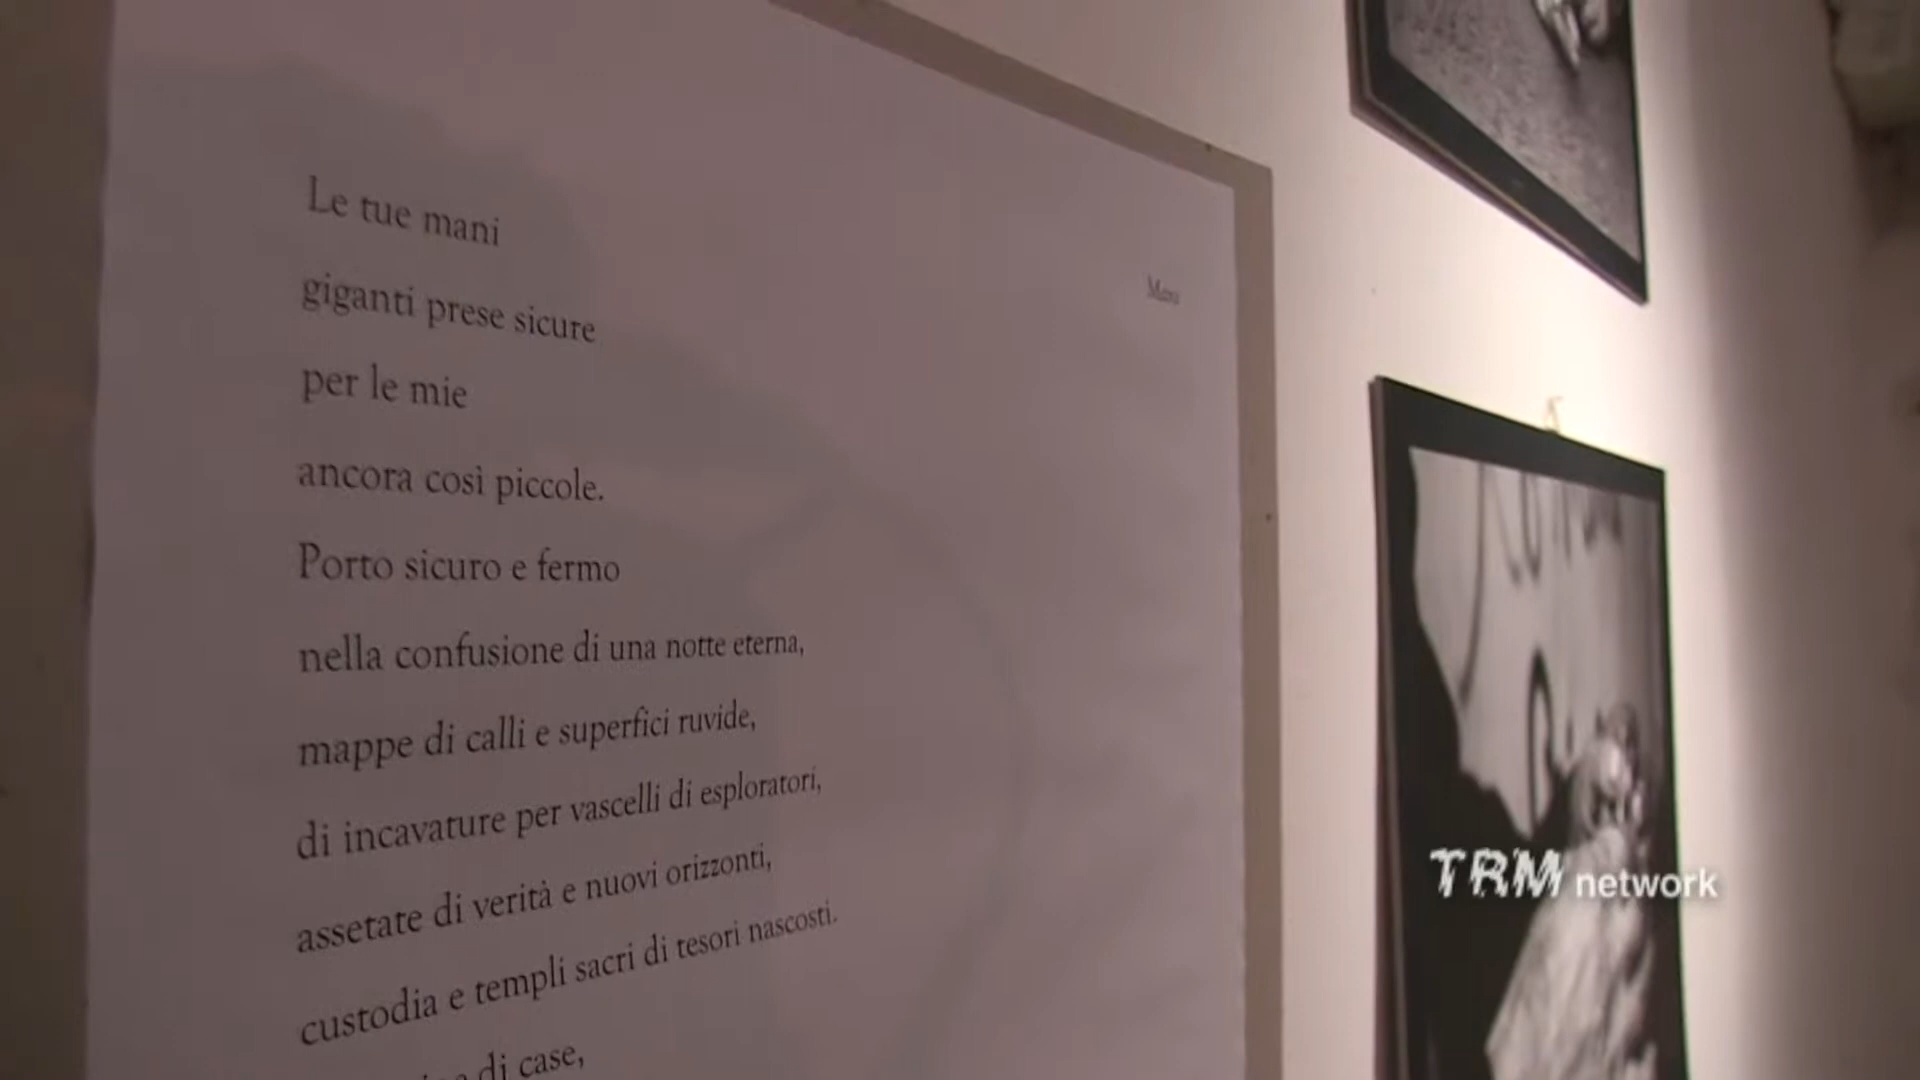 Le tue mani
giganti prese sicure
per le mie
ancora così piccole.
Porto sicuro e fermo
nella confusione di una notte eterna,
mappe di calli e superfici ruvide,
di incavature per vascelli di esploratori,
assetate di verità e nuovi orizzonti,
custodia e templi sacri di tesori nascosti.
di case,
TRM network